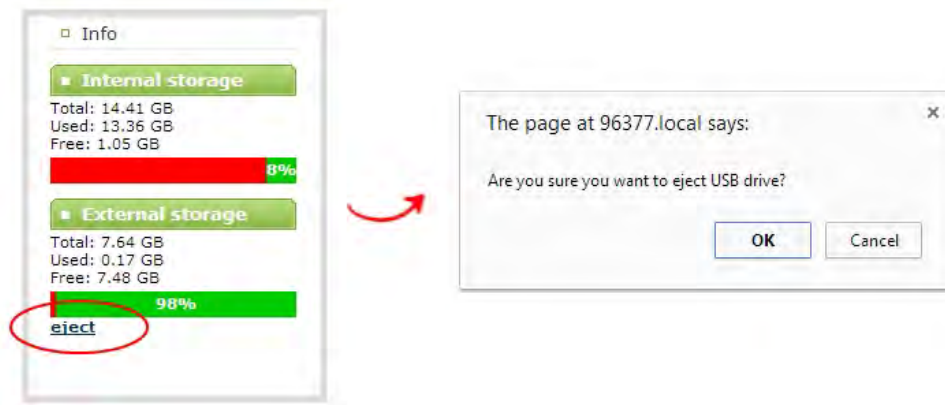 Info
Internal storage
Total: 14.41 GB
Used: 13.36 GB
Free: 1.05 GB
8%
External storage
Total: 7.64 GB
Used: 0.17 GB
Free: 7.48 GB
98%
eject
The page at 96377.local says:
Are you sure you want to eject USB drive?
OK
Cancel